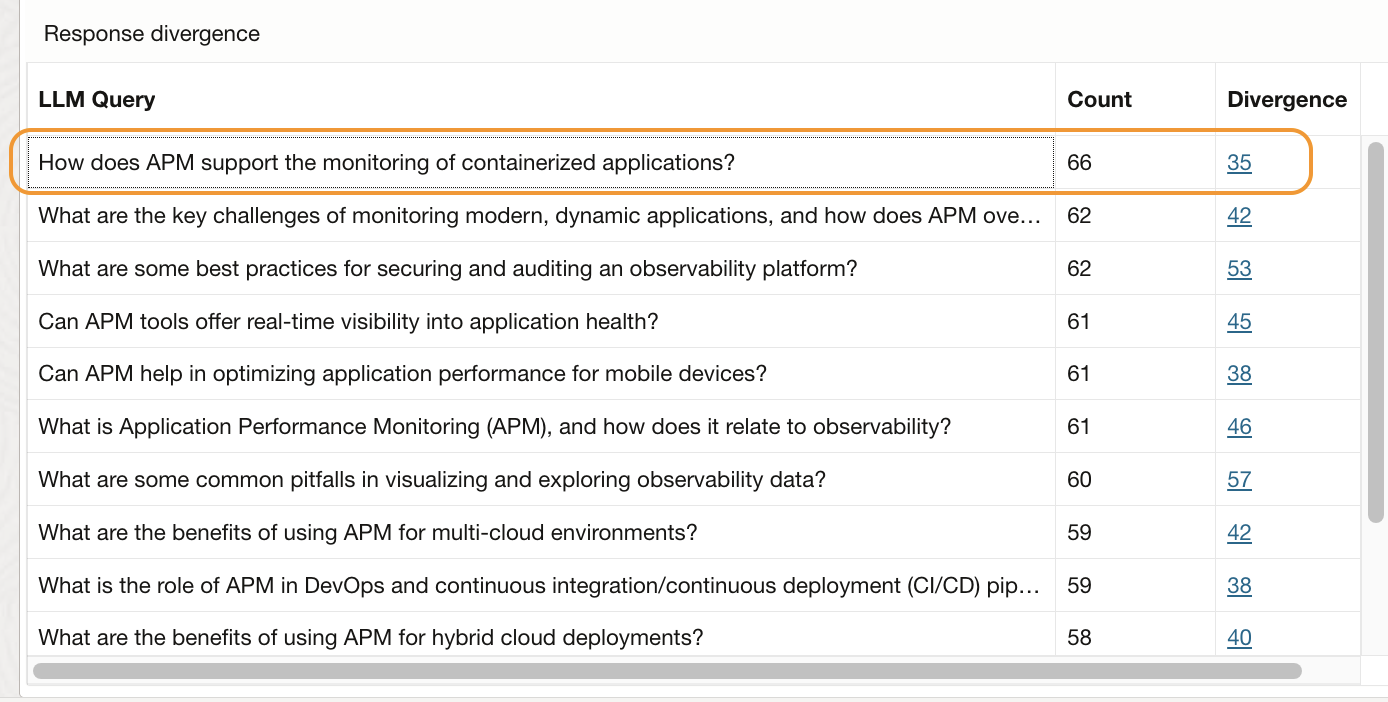 Response divergence
LLM Query Count Divergence
How does APM support the monitoring of containerized applications? 66 35
What are the key challenges of monitoring modern, dynamic applications, and how does APM ove... 62 42
What are some best practices for securing and auditing an observability platform? 62 53
Can APM tools offer real-time visibility into application health? 61 45
Can APM help in optimizing application performance for mobile devices? 61 38
What is Application Performance Monitoring (APM), and how does it relate to observability? 61 46
What are some common pitfalls in visualizing and exploring observability data? 60 57
What are the benefits of using APM for multi-cloud environments? 59 42
What is the role of APM in DevOps and continuous integration/continuous deployment (CI/CD) pip... 59 38
What are the benefits of using APM for hybrid cloud deployments? 58 40